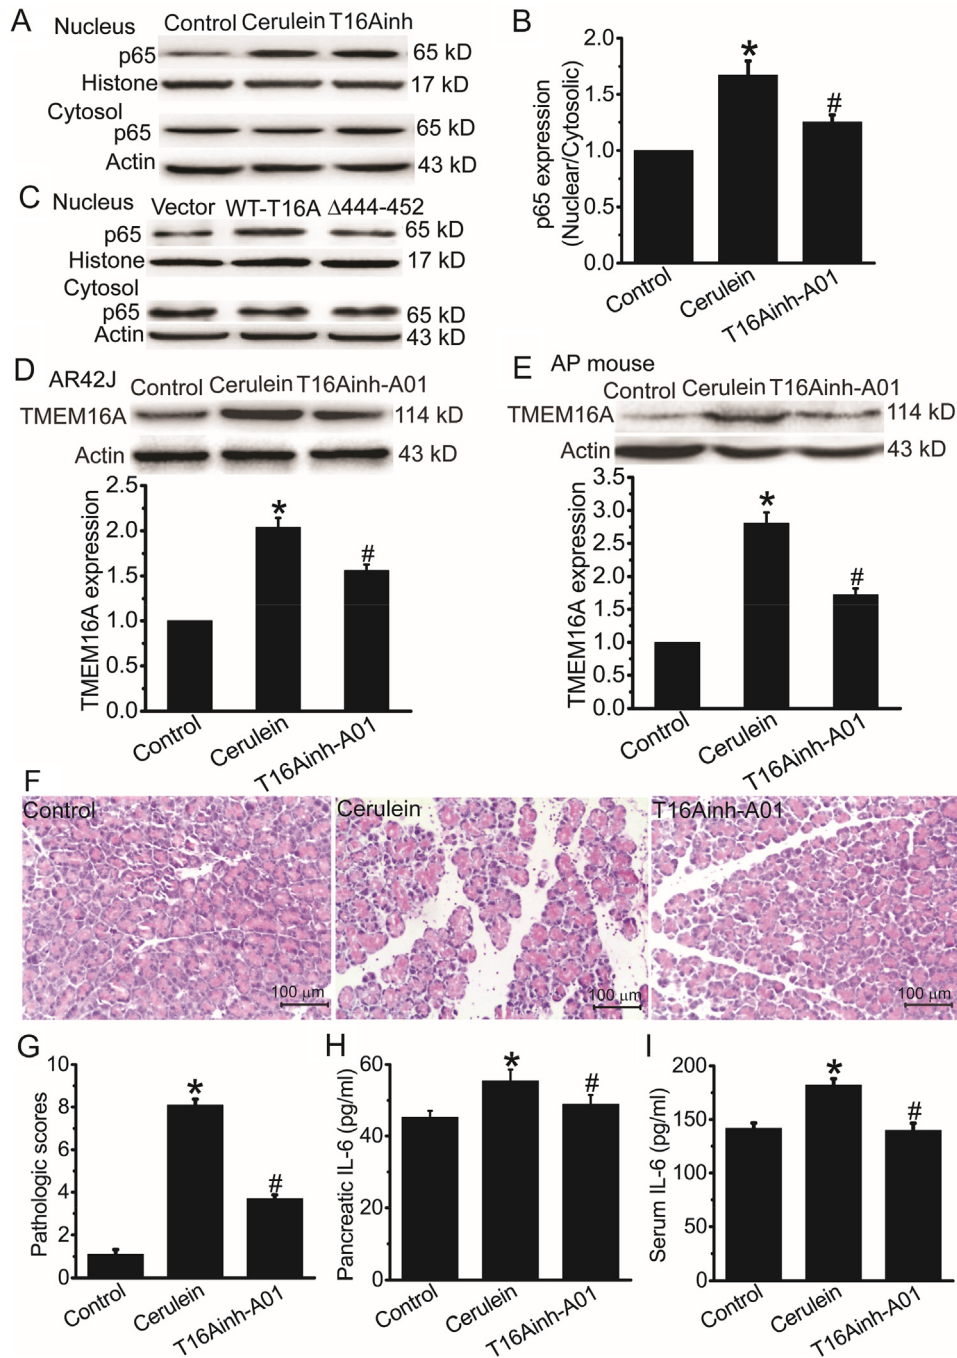 A
Nucleus
Control Cerulein T16Ainh
p65
65 kD
Histone
17 kD
Cytosol
p65
65 kD
Actin
43 kD
B
p65 expression
(Nuclear/Cytosolic)
2.0
1.5
1.0
0.5
0.0
*
#
Control
Cerulein
T16Ainh-A01
C
Nucleus
Vector WT-T16A Δ444-452
p65
65 kD
Histone
17 kD
Cytosol
p65
65 kD
Actin
43 kD
D
AR42J
Control Cerulein T16Ainh-A01
TMEM16A
114 kD
Actin
43 kD
TMEM16A expression
2.5
2.0
1.5
1.0
0.5
0.0
*
#
Control
Cerulein
T16Ainh-A01
E
AP mouse
Control Cerulein T16Ainh-A01
TMEM16A
114 kD
Actin
43 kD
TMEM16A expression
3.5
3.0
2.5
2.0
1.5
1.0
0.5
0.0
*
#
Control
Cerulein
T16Ainh-A01
F
Control
100 μm
Cerulein
100 μm
T16Ainh-A01
100 μm
G
Pathologic scores
10
8
6
4
2
0
*
#
Control
Cerulein
T16Ainh-A01
H
Pancreatic IL-6 (pg/ml)
60
40
20
0
*
#
Control
Cerulein
T16Ainh-A01
I
Serum IL-6 (pg/ml)
200
150
100
50
0
*
#
Control
Cerulein
T16Ainh-A01